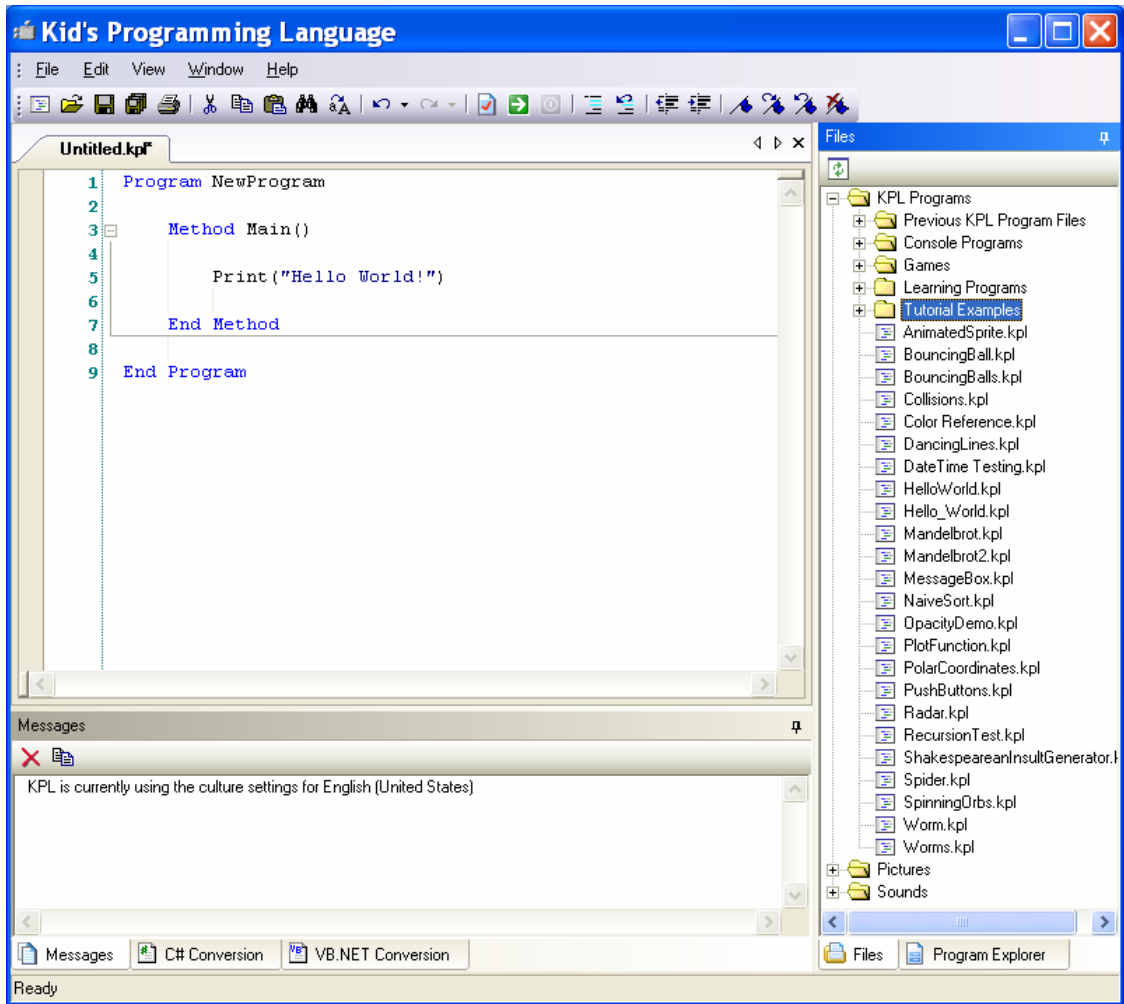 Kid's Programming Language
File Edit View Window Help
Untitled.kpl*
1 Program NewProgram
2
3 Method Main()
4
5 Print("Hello World!")
6
7 End Method
8
9 End Program
Messages
KPL is currently using the culture settings for English (United States)
Messages C# Conversion VB.NET Conversion
Files
KPL Programs
Previous KPL Program Files
Console Programs
Games
Learning Programs
Tutorial Examples
AnimatedSprite.kpl
BouncingBall.kpl
BouncingBalls.kpl
Collisions.kpl
Color Reference.kpl
DancingLines.kpl
DateTime Testing.kpl
HelloWorld.kpl
Hello_World.kpl
Mandelbrot.kpl
Mandelbrot2.kpl
MessageBox.kpl
NaiveSort.kpl
OpacityDemo.kpl
PlotFunction.kpl
PolarCoordinates.kpl
PushButtons.kpl
Radar.kpl
RecursionTest.kpl
ShakespeareanInsultGenerator.k
Spider.kpl
SpinningOrbs.kpl
Worm.kpl
Worms.kpl
Pictures
Sounds
Files Program Explorer
Ready